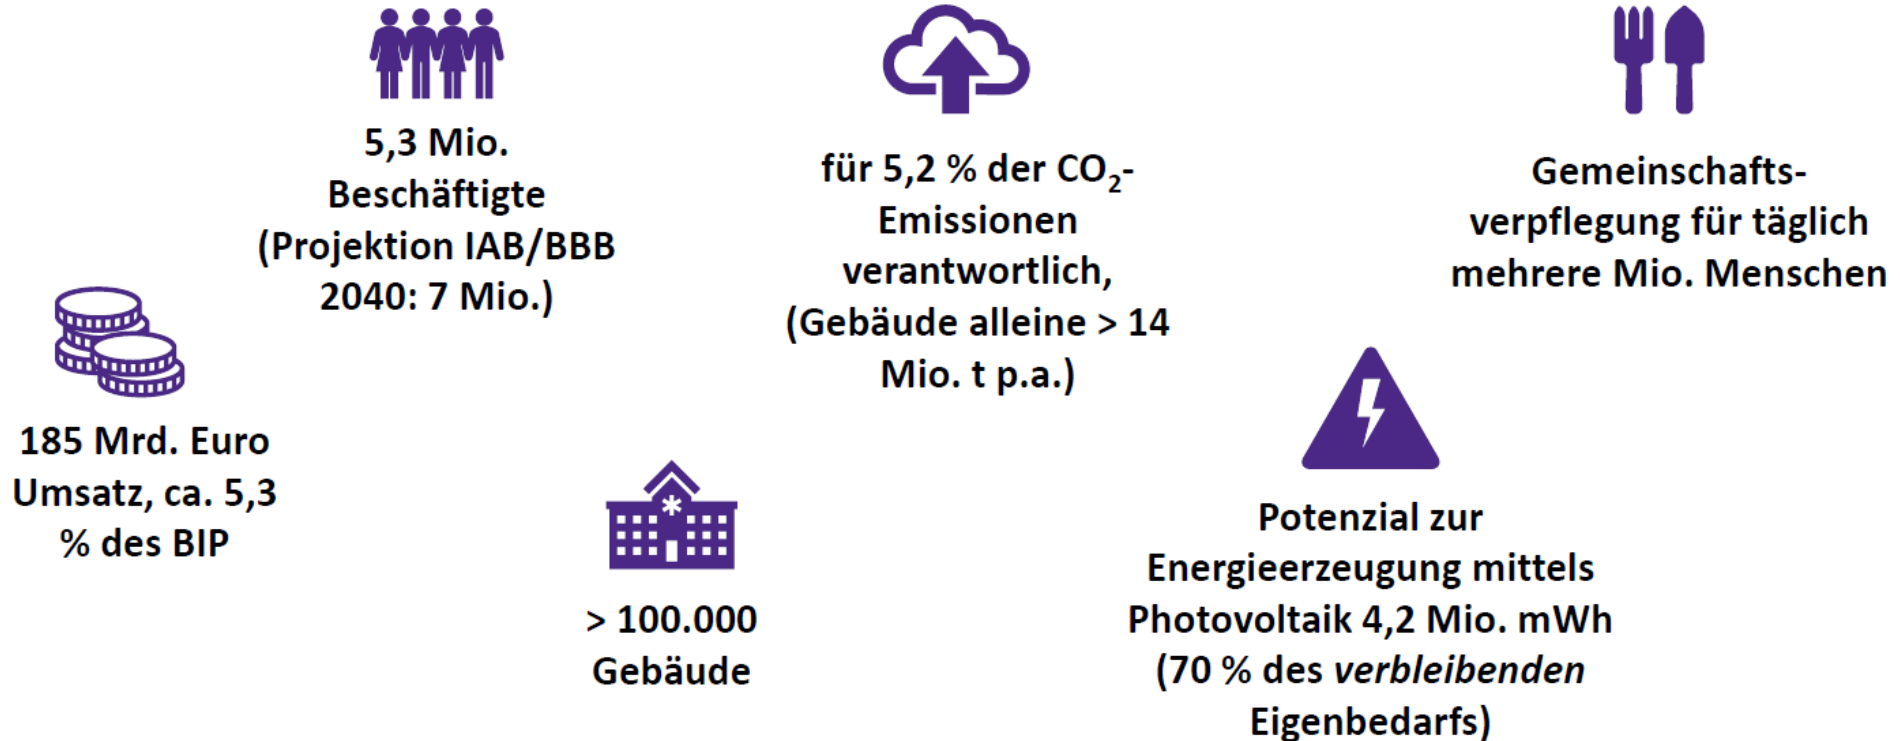 185 Mrd. Euro
Umsatz, ca. 5,3
% des BIP
5,3 Mio.
Beschäftigte
(Projektion IAB/BBB
2040: 7 Mio.)
> 100.000
Gebäude
für 5,2 % der CO₂-
Emissionen
verantwortlich,
(Gebäude alleine > 14
Mio. t p.a.)
Potenzial zur
Energieerzeugung mittels
Photovoltaik 4,2 Mio. mWh
(70 % des verbleibenden
Eigenbedarfs)
Gemeinschafts-
verpflegung für täglich
mehrere Mio. Menschen